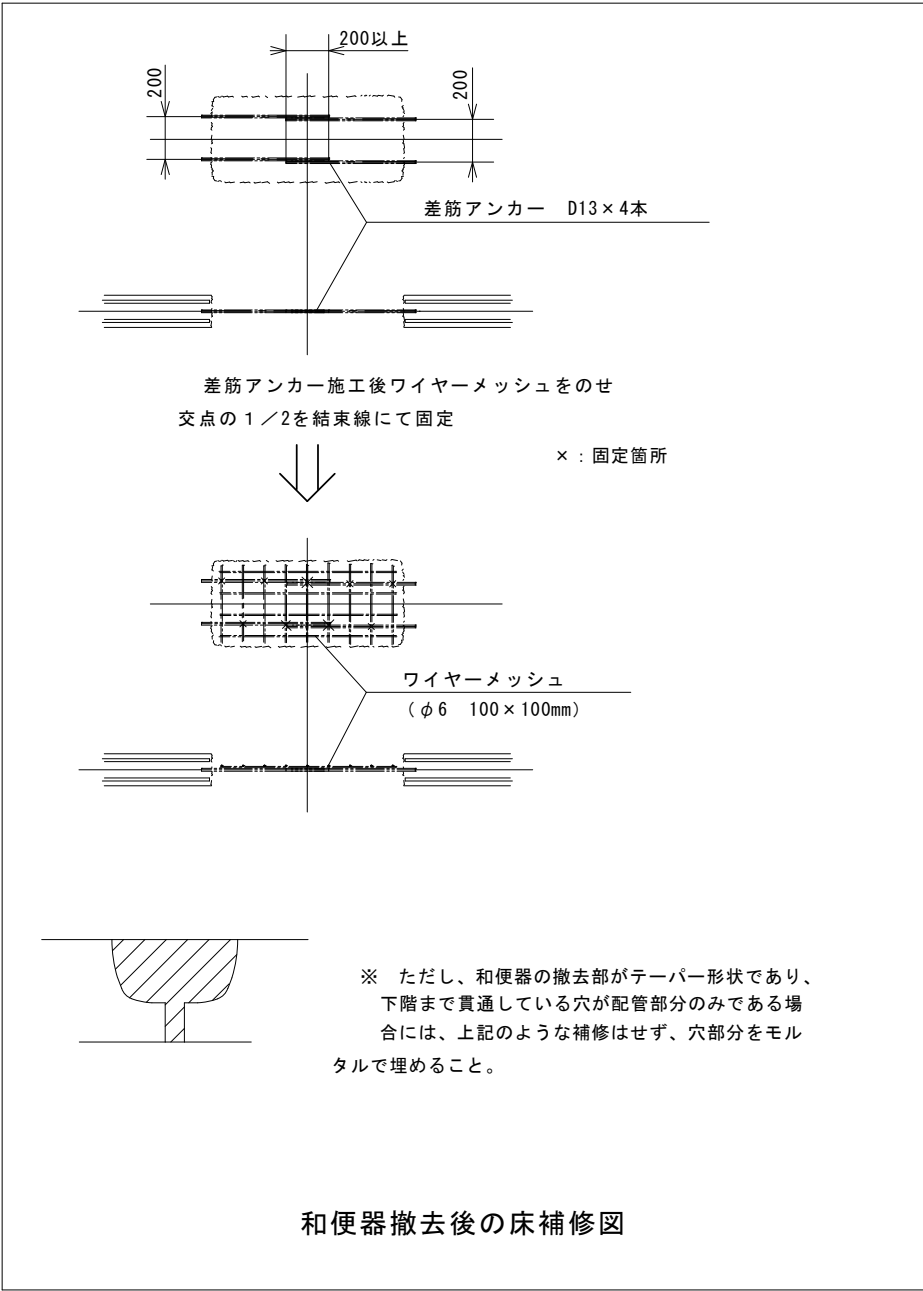 200以上
200
200
差筋アンカー　D13×4本
差筋アンカー施工後ワイヤーメッシュをのせ
交点の１／2を結束線にて固定
×：固定箇所
ワイヤーメッシュ
（φ6　100×100mm）
※　ただし、和便器の撤去部がテーパー形状であり、
下階まで貫通している穴が配管部分のみである場
合には、上記のような補修はせず、穴部分をモル
タルで埋めること。
和便器撤去後の床補修図